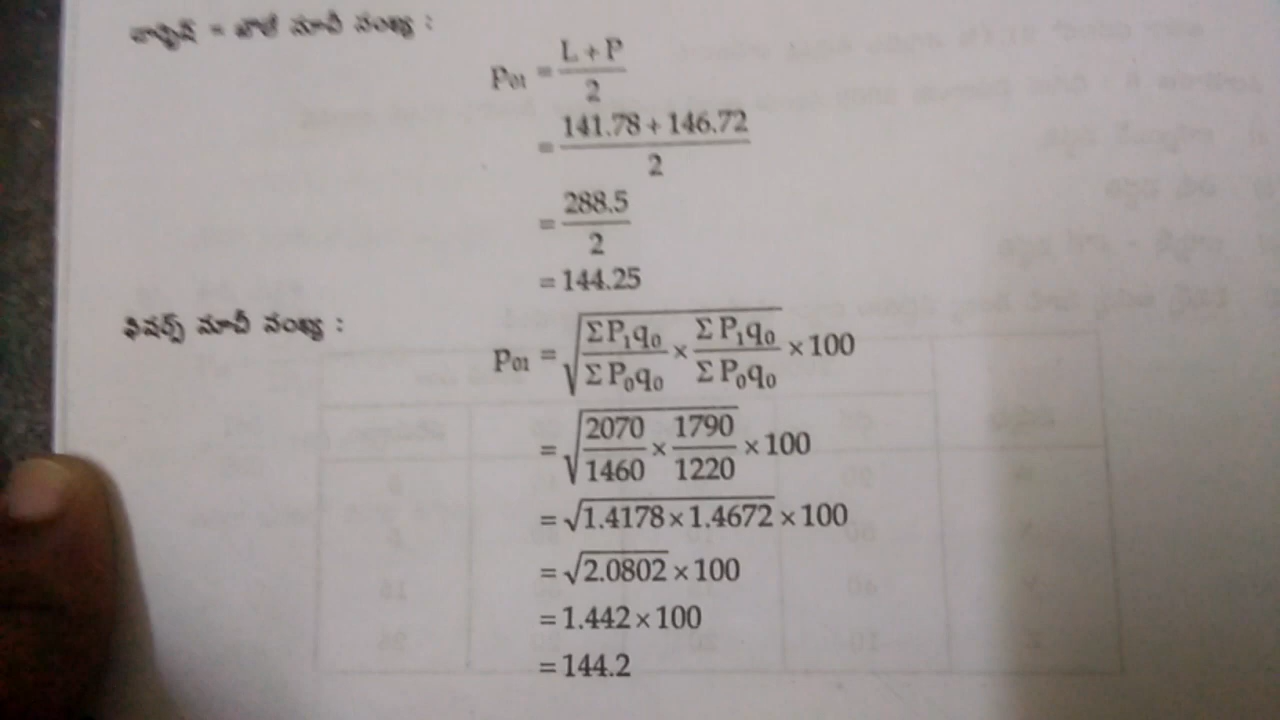 డార్బిష్ = బౌలే సూచీ సంఖ్య :
P₀₁ = (L + P)/2
= (141.78 + 146.72)/2
= 288.5/2
= 144.25
ఫిషర్స్ సూచీ సంఖ్య :
P₀₁ = √(ΣP₁q₀/ΣP₀q₀ × ΣP₁q₀/ΣP₀q₀) × 100
= √(2070/1460 × 1790/1220) × 100
= √(1.4178 × 1.4672) × 100
= √2.0802 × 100
= 1.442 × 100
= 144.2